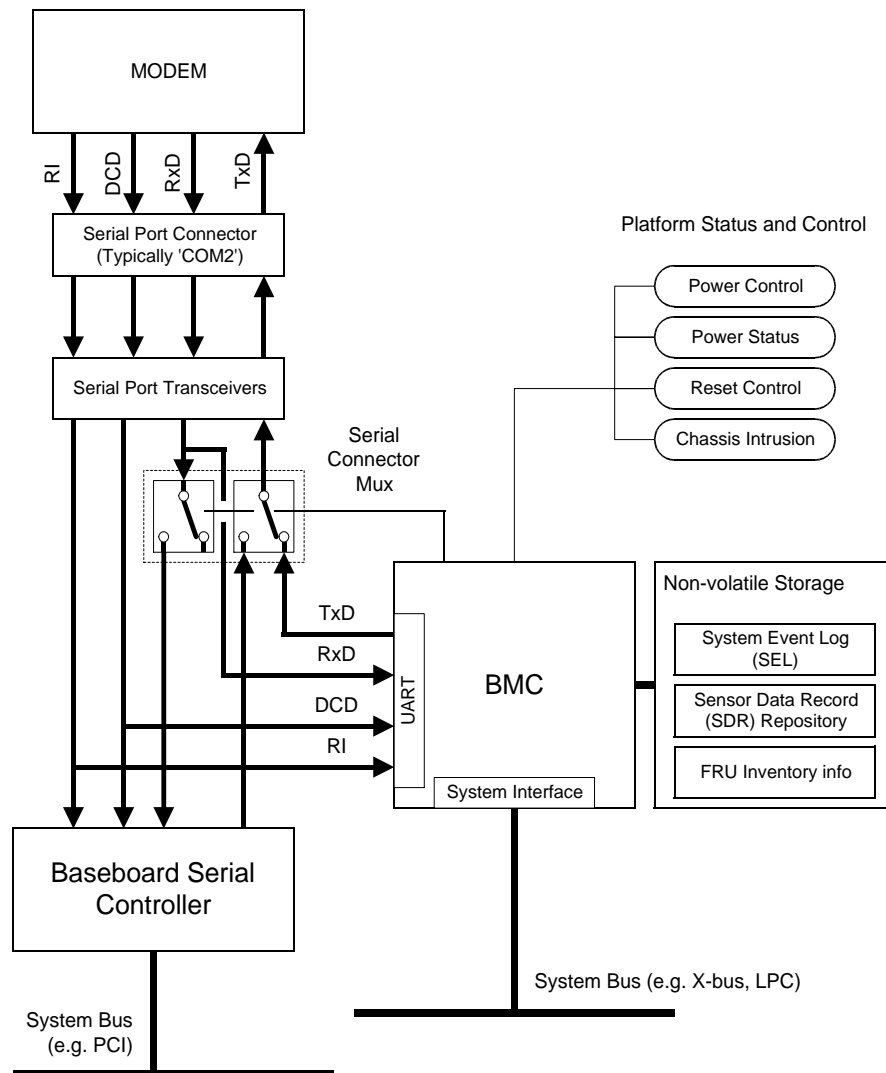 MODEM
RI
DCD
RxD
TxD
Serial Port Connector
(Typically 'COM2')
Platform Status and Control
Power Control
Power Status
Reset Control
Chassis Intrusion
Serial Port Transceivers
Serial
Connector
Mux
TxD
RxD
DCD
RI
UART
BMC
System Interface
Non-volatile Storage
System Event Log
(SEL)
Sensor Data Record
(SDR) Repository
FRU Inventory info
Baseboard Serial
Controller
System Bus (e.g. X-bus, LPC)
System Bus
(e.g. PCI)